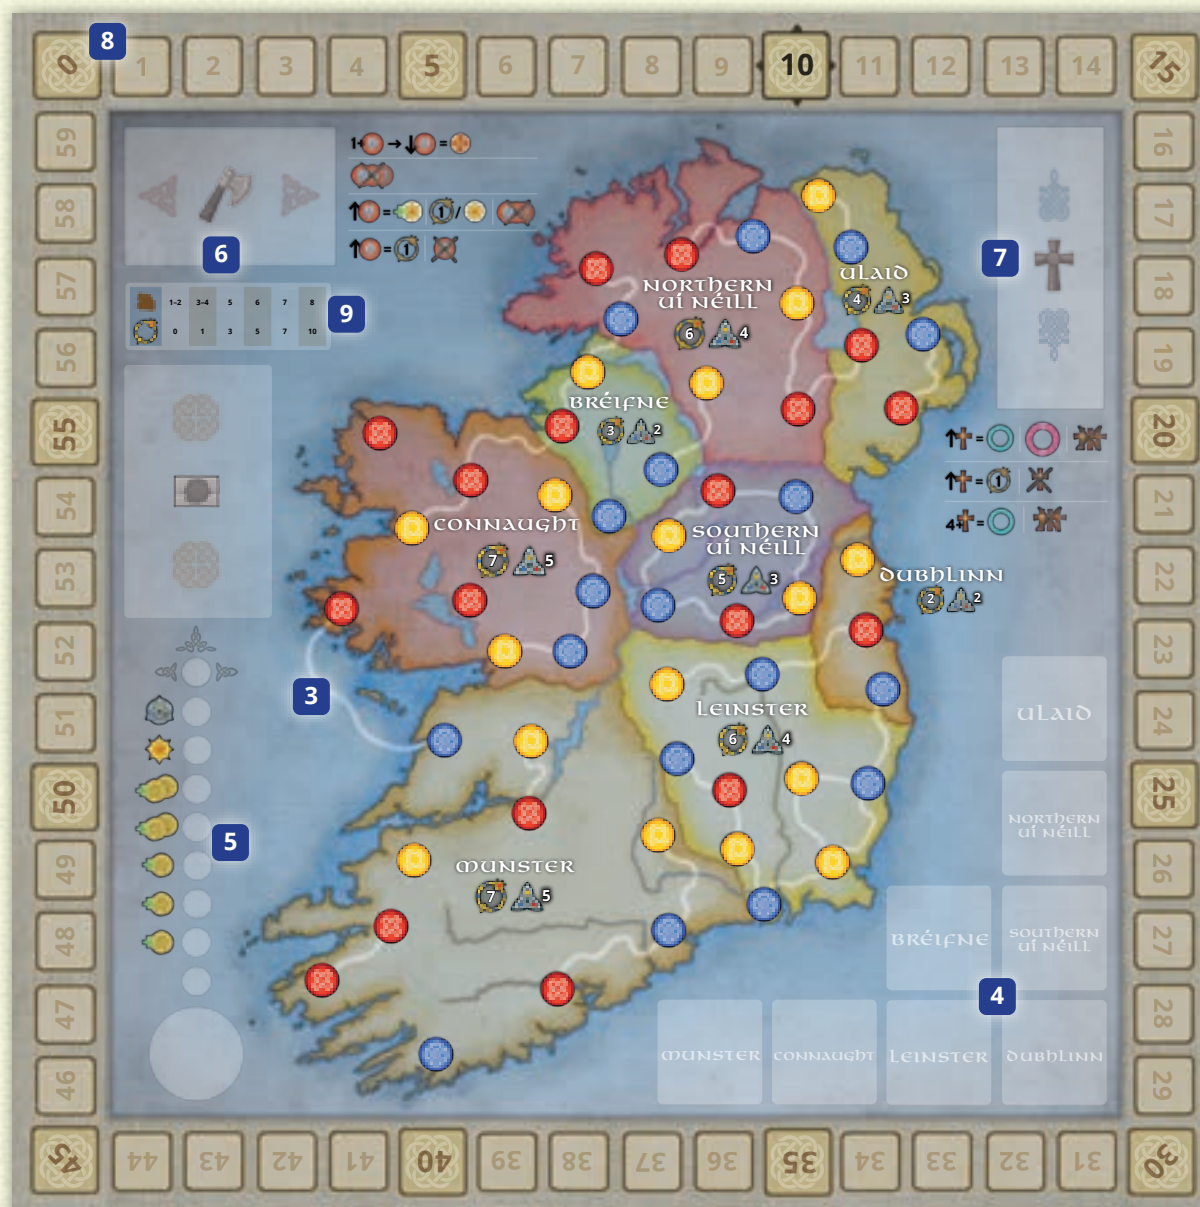 8
0 1 2 3 4 5 6 7 8 9 10 11 12 13 14 15
59
58
57
56
55
54
53
52
51
50
49
48
47
46
16
17
18
19
20
21
22
23
24
25
26
27
28
29
1+ =
= 1 /
= 1
6
7
9
1-2 3-4 5 6 7 8
0 1 3 5 7 10
NORTHERN
UÍ NÉILL
6 4
ULAID
4 3
BRÉIFNE
3 2
=
= 1
4+ =
CONNAUGHT
7 5
SOUTHERN
UÍ NÉILL
5 3
DUBHLINN
2 2
3
LEINSTER
6 4
MUNSTER
7 5
5
4
ULAID
NORTHERN
UÍ NÉILL
BRÉIFNE
SOUTHERN
UÍ NÉILL
MUNSTER CONNAUGHT LEINSTER DUBHLINN
45 44 43 42 41 40 39 38 37 36 35 34 33 32 31 30